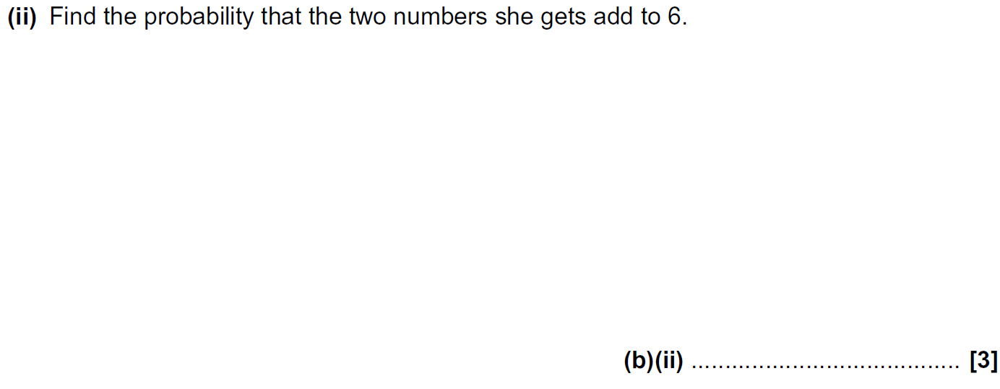 (ii) Find the probability that the two numbers she gets add to 6.
(b)(ii) ........................................ [3]